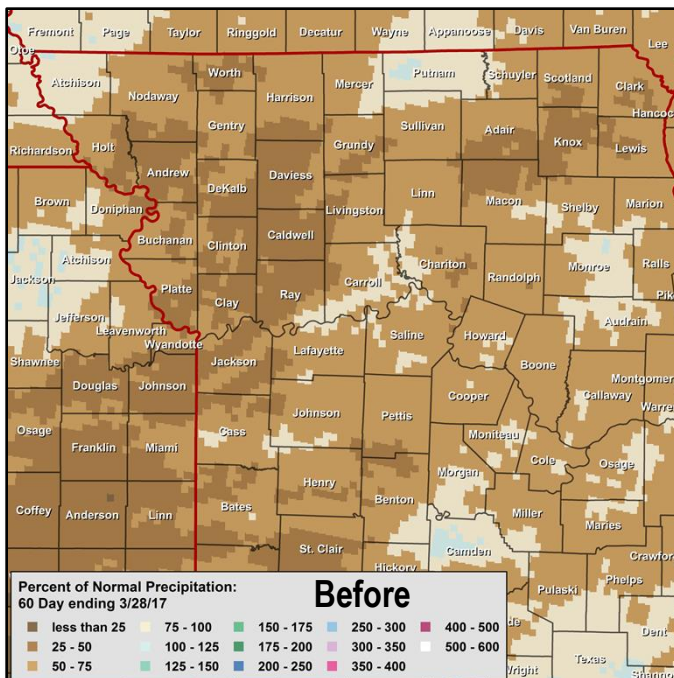 Fremont Page Taylor Ringgold Decatur Wayne Appanoose Davis Van Buren Lee
Otoe
Atchison Nodaway Worth Harrison Mercer Putnam Schuyler Scotland Clark
Hancock
Richardson Holt Gentry Grundy Sullivan Adair Knox Lewis
Andrew DeKalb Daviess
Brown Doniphan Livingston Linn Macon Shelby Marion
Buchanan Clinton Caldwell
Atchison Jackson Platte Clay Ray Carroll Chariton Randolph Monroe Ralls
Pik
Jefferson Leavenworth Audrain
Wyandotte
Shawnee Jackson Lafayette Saline Howard Boone
Douglas Johnson Montgomer
Cooper Callaway Warre
Osage Johnson Pettis
Cass Moniteau
Franklin Miami Cole Osage
Henry Morgan
Coffey Anderson Linn Bates Benton Miller Maries
St. Clair Camden
Hickory Crawfor
Pulaski Phelps
de Dent
Wright Texas
Shanno
Percent of Normal Precipitation:
60 Day ending 3/28/17
Before
less than 25 75 - 100 150 - 175 250 - 300 400 - 500
25 - 50 100 - 125 175 - 200 300 - 350 500 - 600
50 - 75 125 - 150 200 - 250 350 - 400